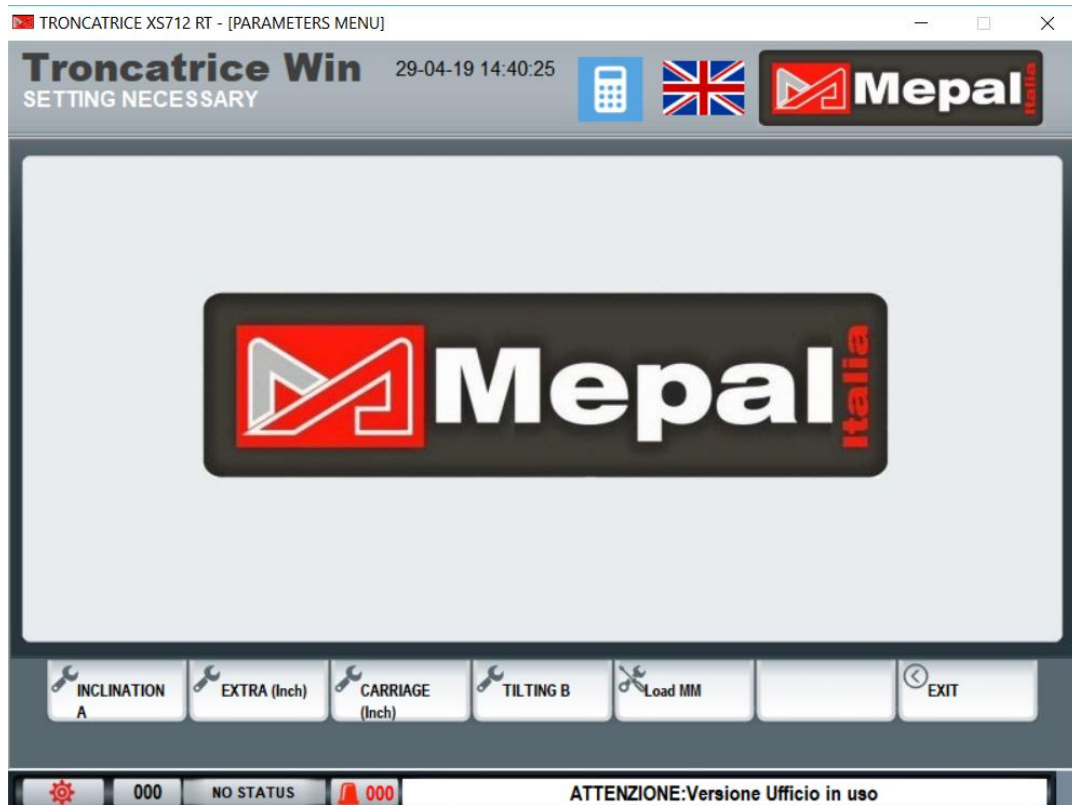 TRONCATRICE XS712 RT - [PARAMETERS MENU]
Troncatrice Win
29-04-19 14:40:25
SETTING NECESSARY
Mepal Italia
Mepal Italia
INCLINATION
A
EXTRA (Inch)
CARRIAGE
(Inch)
TILTING B
Load MM
EXIT
000
NO STATUS
000
ATTENZIONE:Versione Ufficio in uso